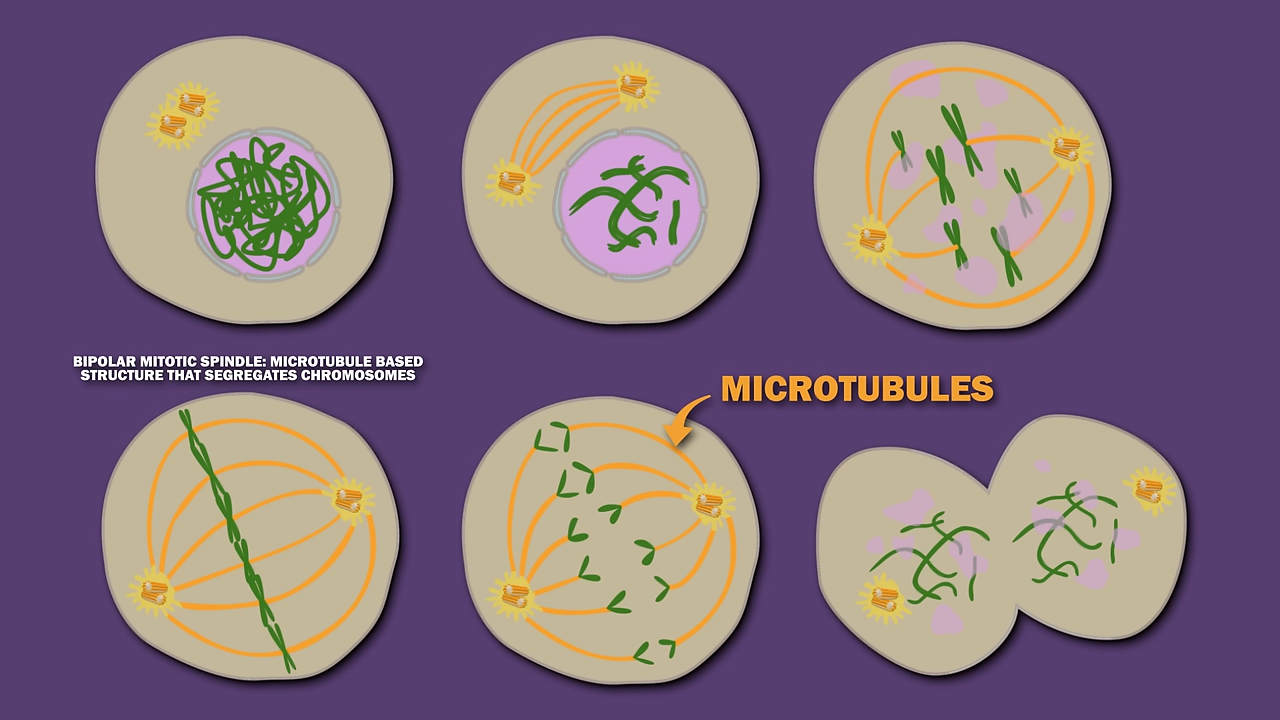 BIPOLAR MITOTIC SPINDLE: MICROTUBULE BASED
STRUCTURE THAT SEGREGATES CHROMOSOMES
MICROTUBULES